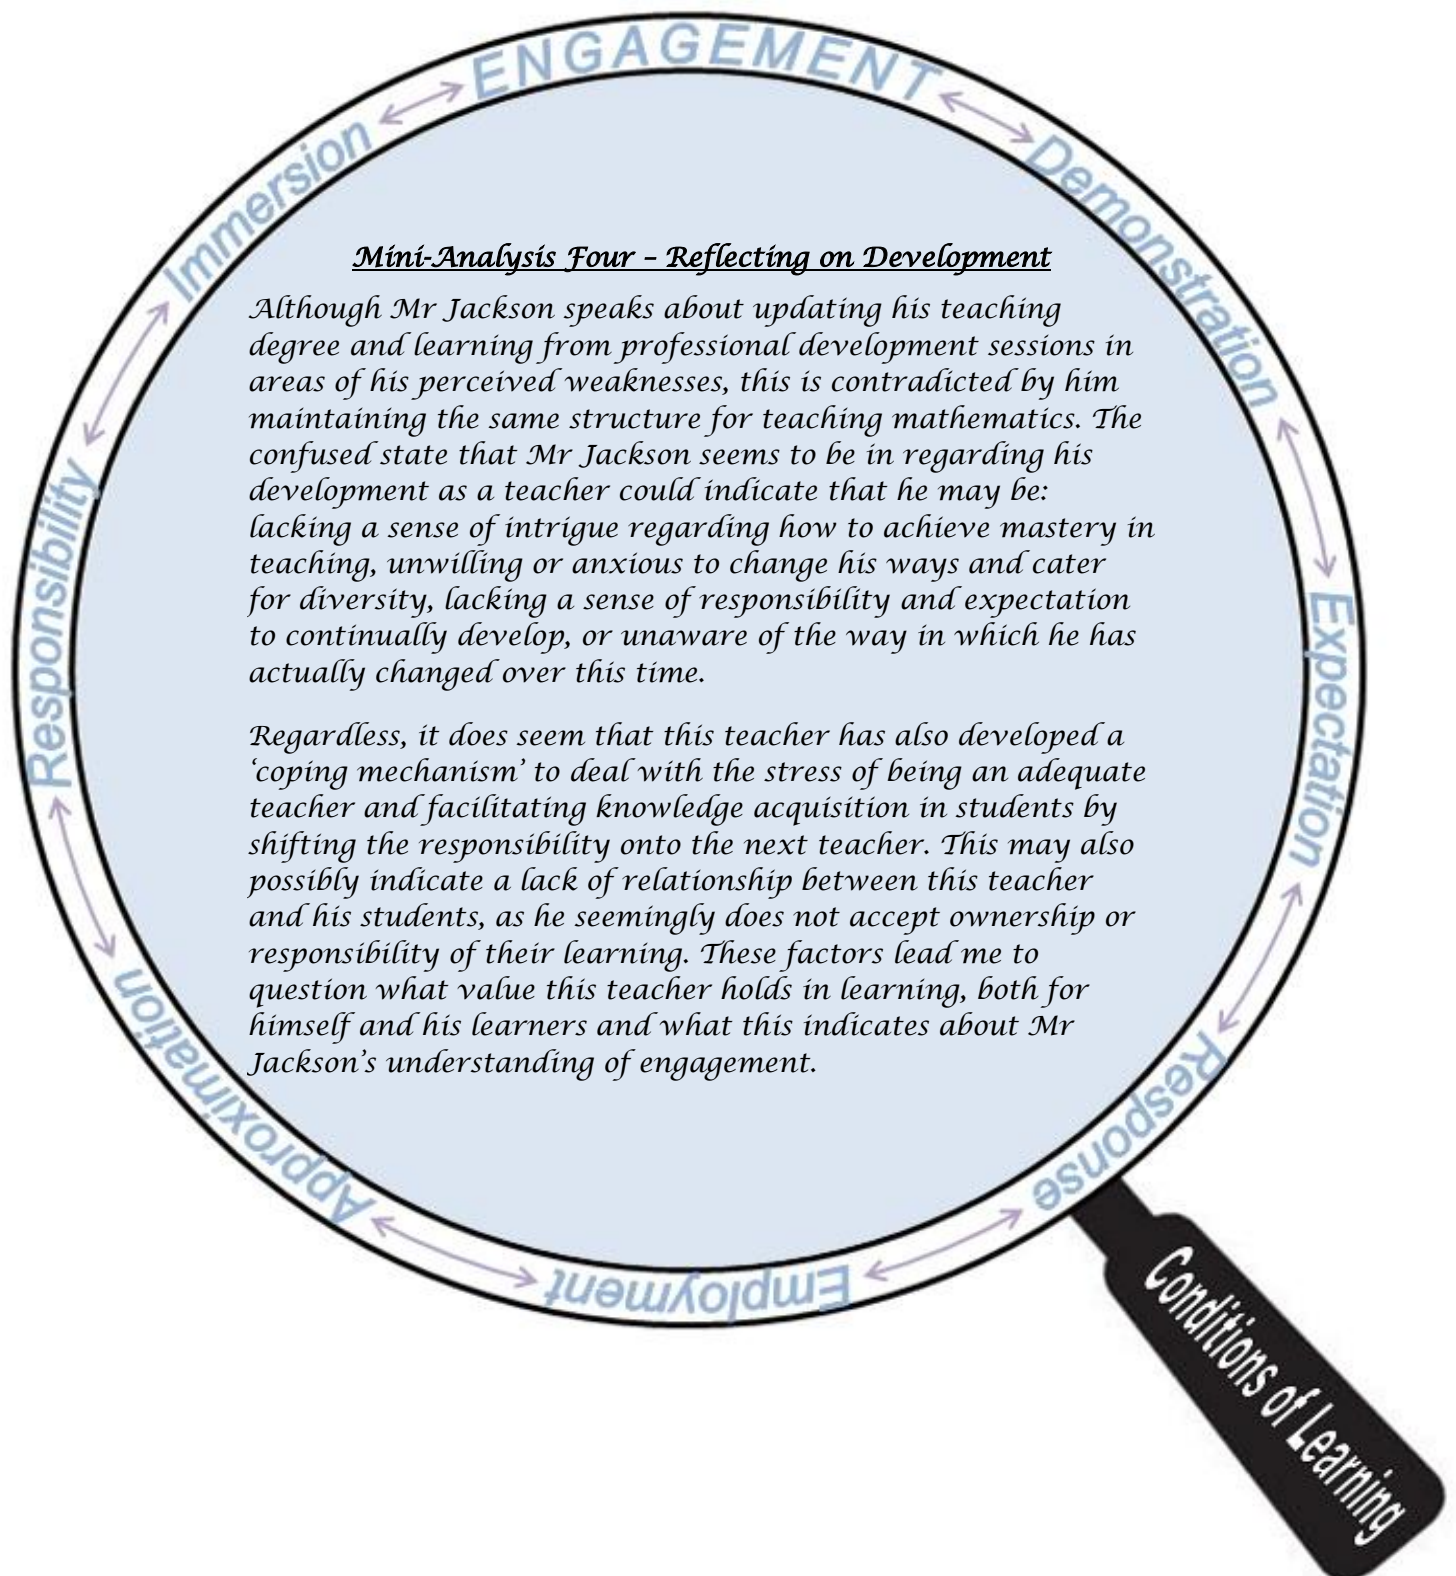 ENGAGEMENT
Demonstration
Expectation
Response
Employment
Approximation
Responsibility
Immersion
Mini-Analysis Four – Reflecting on Development
Although Mr Jackson speaks about updating his teaching
degree and learning from professional development sessions in
areas of his perceived weaknesses, this is contradicted by him
maintaining the same structure for teaching mathematics. The
confused state that Mr Jackson seems to be in regarding his
development as a teacher could indicate that he may be:
lacking a sense of intrigue regarding how to achieve mastery in
teaching, unwilling or anxious to change his ways and cater
for diversity, lacking a sense of responsibility and expectation
to continually develop, or unaware of the way in which he has
actually changed over this time.
Regardless, it does seem that this teacher has also developed a
‘coping mechanism’ to deal with the stress of being an adequate
teacher and facilitating knowledge acquisition in students by
shifting the responsibility onto the next teacher. This may also
possibly indicate a lack of relationship between this teacher
and his students, as he seemingly does not accept ownership or
responsibility of their learning. These factors lead me to
question what value this teacher holds in learning, both for
himself and his learners and what this indicates about Mr
Jackson’s understanding of engagement.
Conditions of Learning